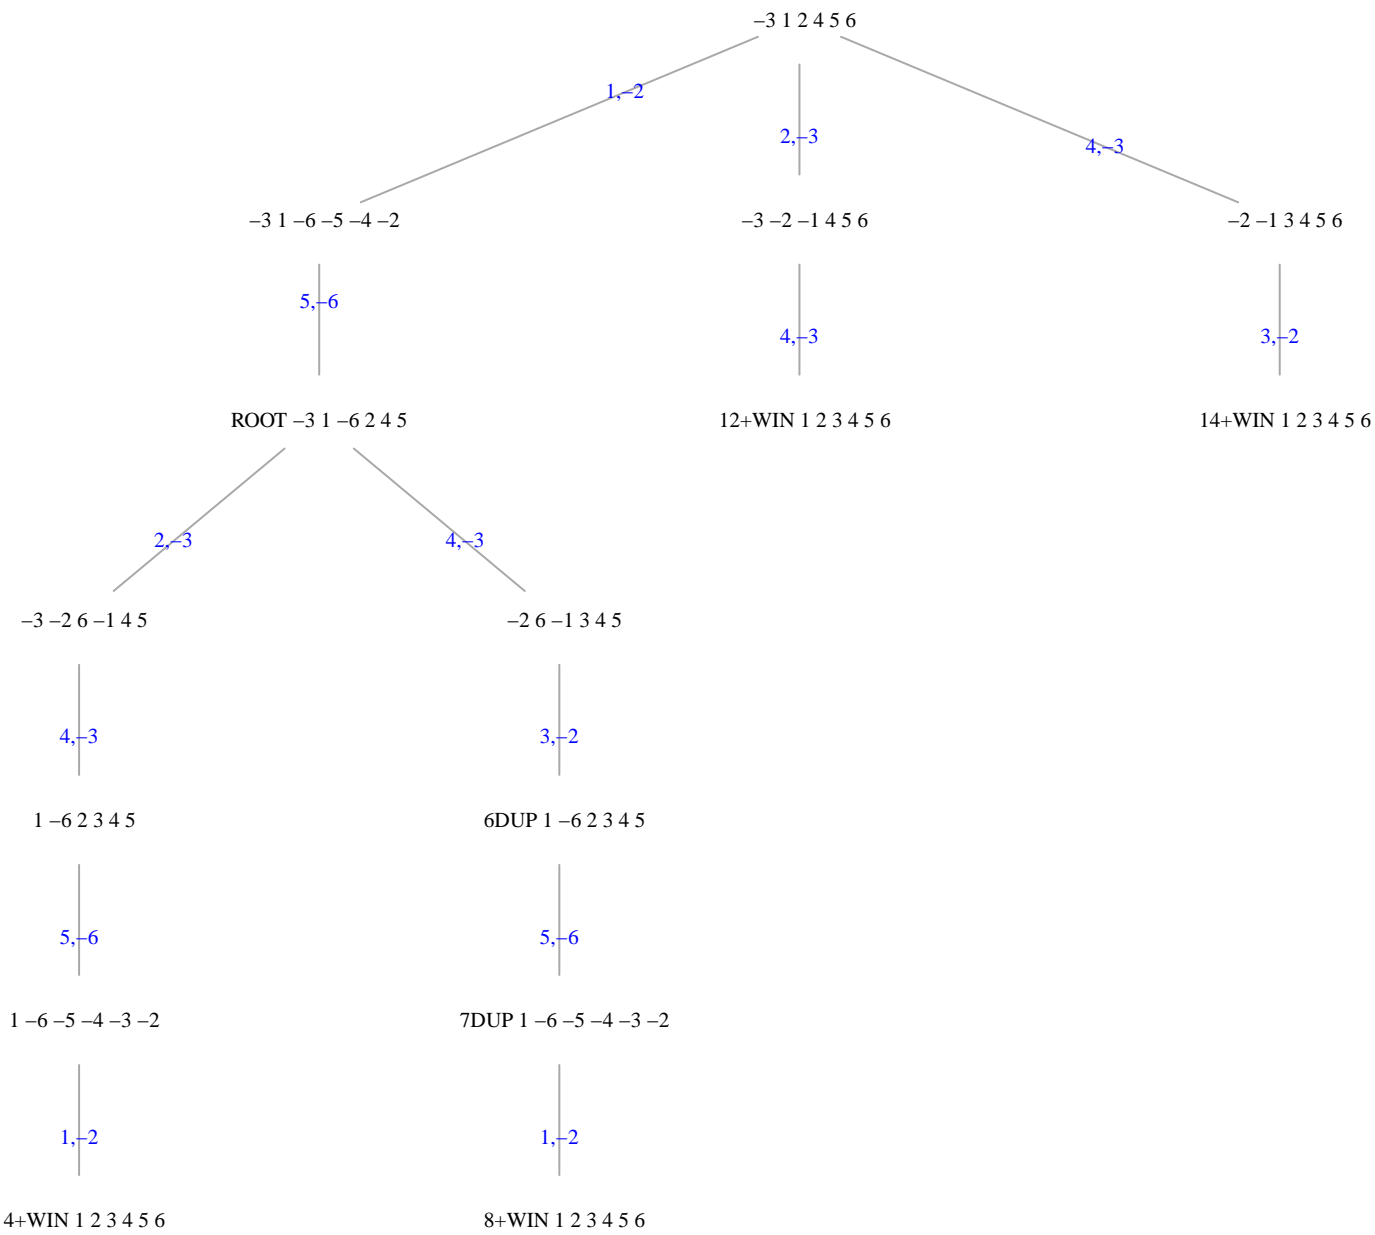 −3 1 2 4 5 6
1,−2
2,−3
4,−3
−3 1 −6 −5 −4 −2
−3 −2 −1 4 5 6
−2 −1 3 4 5 6
5,−6
4,−3
3,−2
ROOT −3 1 −6 2 4 5
12+WIN 1 2 3 4 5 6
14+WIN 1 2 3 4 5 6
2,−3
4,−3
−3 −2 6 −1 4 5
−2 6 −1 3 4 5
4,−3
3,−2
1 −6 2 3 4 5
6DUP 1 −6 2 3 4 5
5,−6
5,−6
1 −6 −5 −4 −3 −2
7DUP 1 −6 −5 −4 −3 −2
1,−2
1,−2
4+WIN 1 2 3 4 5 6
8+WIN 1 2 3 4 5 6